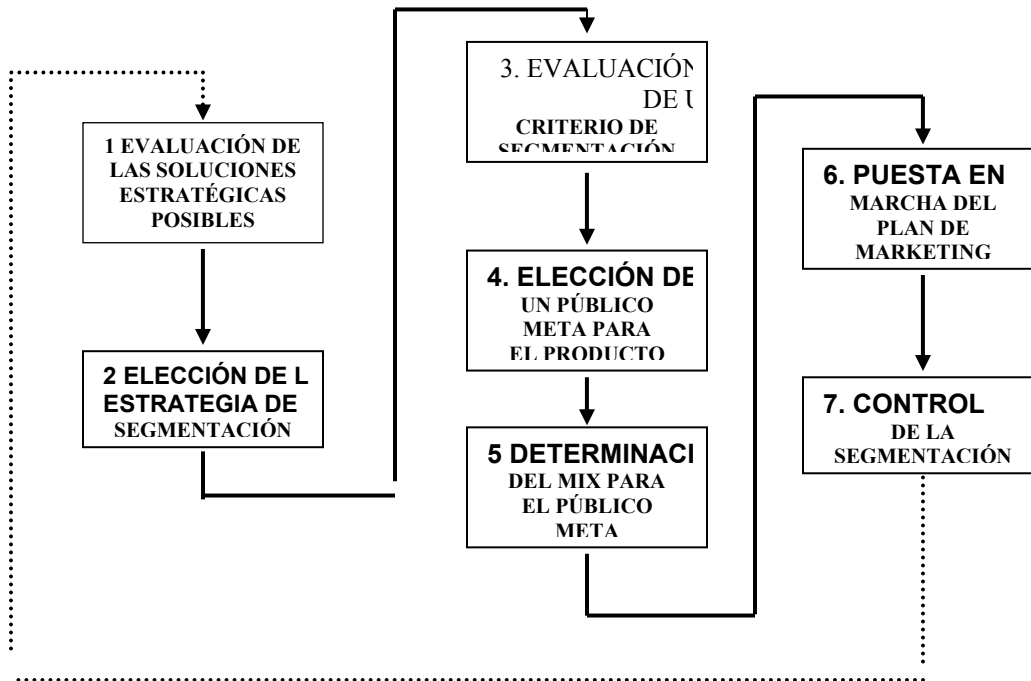 1 EVALUACIÓN DE
LAS SOLUCIONES
ESTRATÉGICAS
POSIBLES
2 ELECCIÓN DE L
ESTRATEGIA DE
SEGMENTACIÓN
3. EVALUACIÓN
DE U
CRITERIO DE
SEGMENTACIÓN
4. ELECCIÓN DE
UN PÚBLICO
META PARA
EL PRODUCTO
5 DETERMINACI
DEL MIX PARA
EL PÚBLICO
META
6. PUESTA EN
MARCHA DEL
PLAN DE
MARKETING
7. CONTROL
DE LA
SEGMENTACIÓN